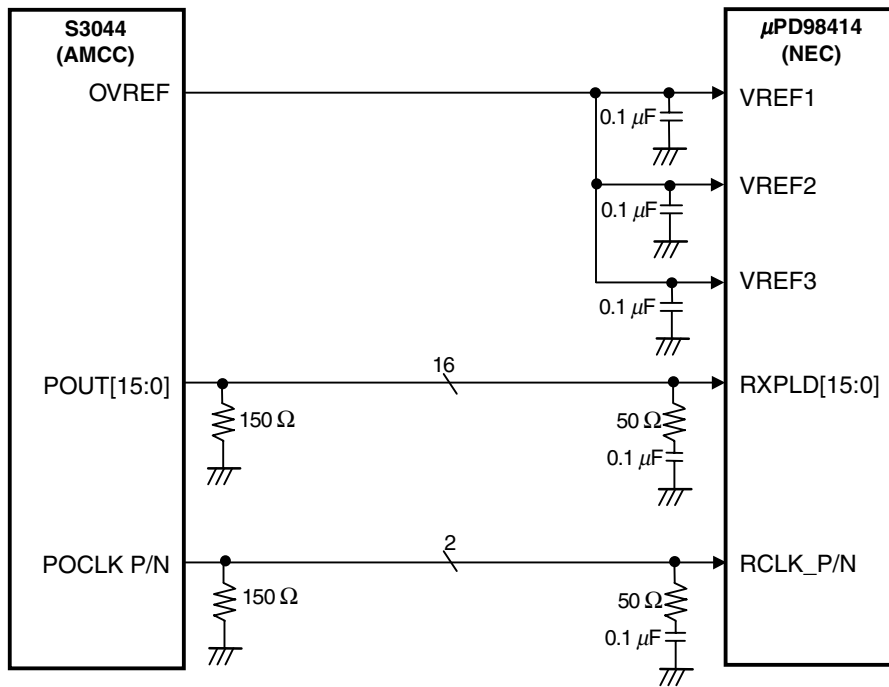 S3044
(AMCC)
μPD98414
(NEC)
OVREF
VREF1
0.1 μF
VREF2
0.1 μF
VREF3
0.1 μF
POUT[15:0]
16
RXPLD[15:0]
150 Ω
50 Ω
0.1 μF
POCLK P/N
2
RCLK_P/N
150 Ω
50 Ω
0.1 μF